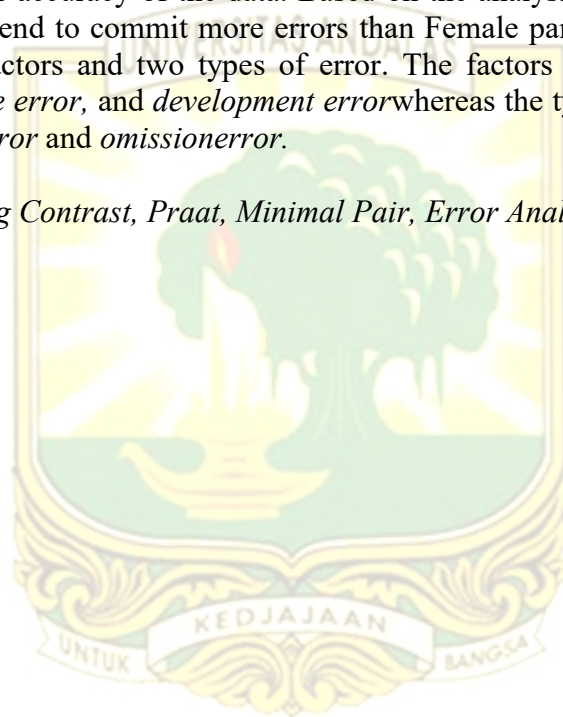 accuracy of the data. Based on the analysis
end to commit more errors than Female par
actors and two types of error. The factors
e error, and development errorwhereas the ty
ror and omissionerror.
g Contrast, Praat, Minimal Pair, Error Anal
UNIVERSITAS ANDALAS
KEDJAJAAN
UNTUK BANGSA